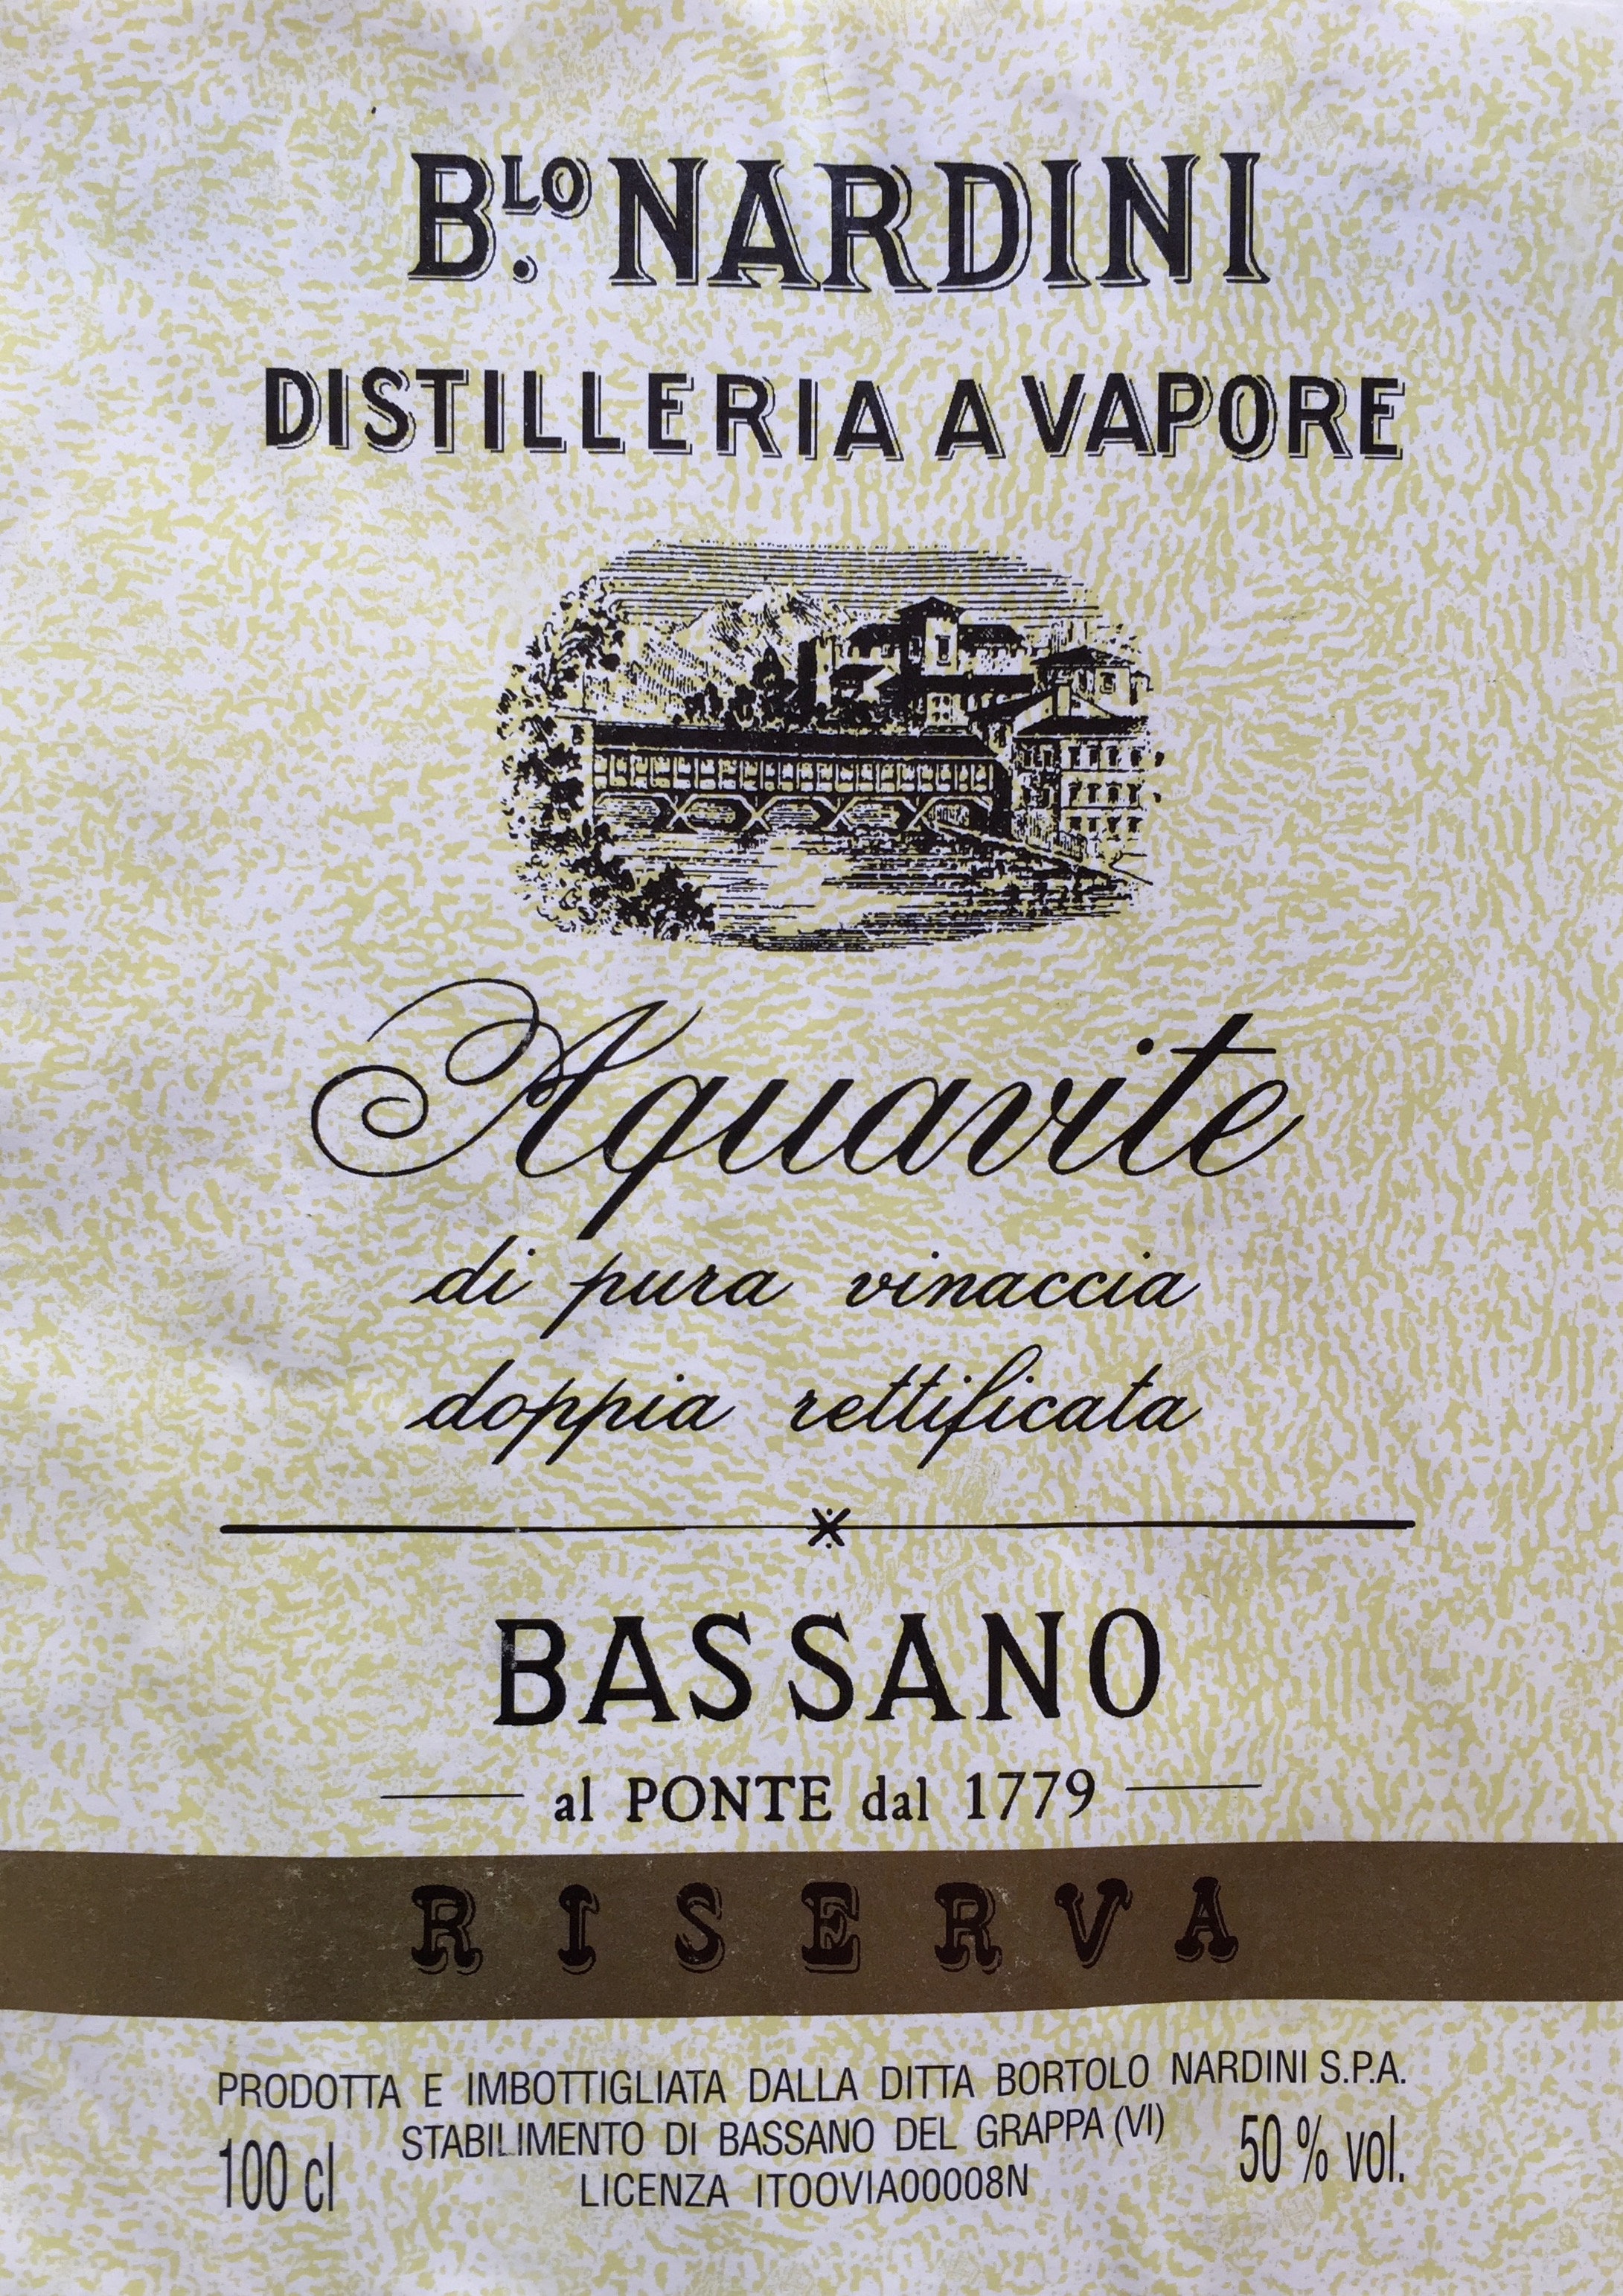 B.LO NARDINI
DISTILLERIA A VAPORE
Aquavite
di pura vinaccia
doppia rettificata
BASSANO
al PONTE dal 1779
RISERVA
PRODOTTA E IMBOTTIGLIATA DALLA DITTA BORTOLO NARDINI S.P.A.
STABILIMENTO DI BASSANO DEL GRAPPA (VI)
LICENZA ITOOVIA00008N
100 cl
50 % vol.